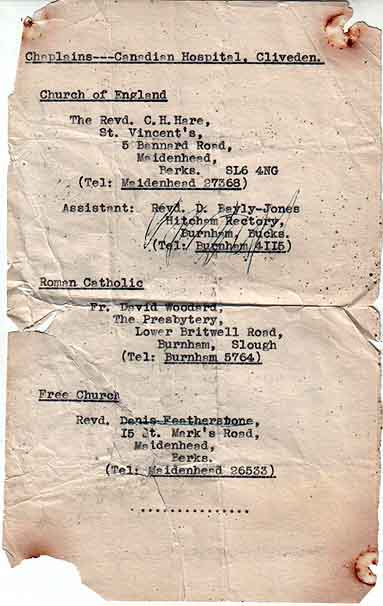 Chaplains---Canadian Hospital, Cliveden.
Church of England
The Revd. C.H. Hare,
St. Vincent's,
5 Bannard Road,
Maidenhead,
Berks. SL6 4NG
(Tel: Maidenhead 27368)
Assistant: Revd. D. Bayly-Jones
Hitcham Rectory,
Burnham, Bucks.
(Tel: Burnham 4II5)
Roman Catholic
Fr. David Woodard,
The Presbytery,
Lower Britwell Road,
Burnham, Slough
(Tel: Burnham 5764)
Free Church
Revd. Denis Featherstone,
I5 St. Mark's Road,
Maidenhead,
Berks.
(Tel: Maidenhead 26533)
...............